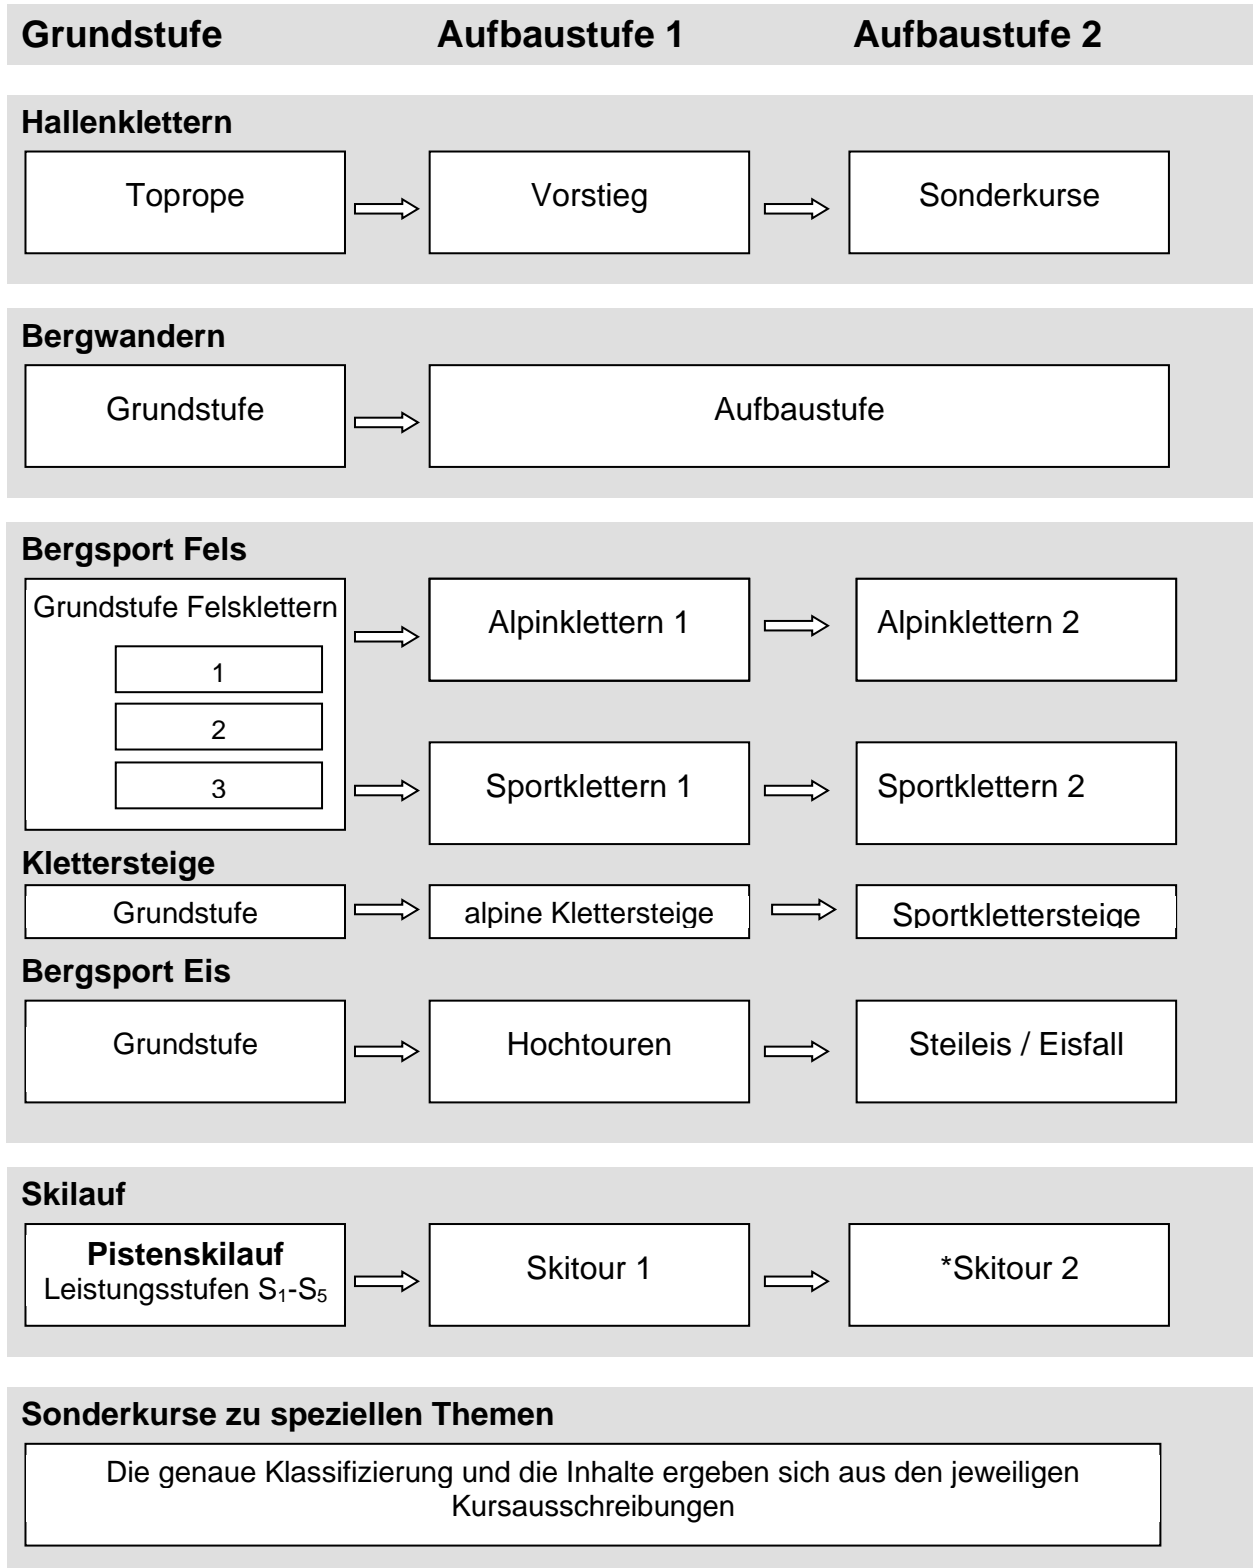 Grundstufe Aufbaustufe 1 Aufbaustufe 2
Hallenklettern
Toprope Vorstieg Sonderkurse
Bergwandern
Grundstufe Aufbaustufe
Bergsport Fels
Grundstufe Felsklettern Alpinklettern 1 Alpinklettern 2
1
2
3 Sportklettern 1 Sportklettern 2
Klettersteige
Grundstufe alpine Klettersteige Sportklettersteige
Bergsport Eis
Grundstufe Hochtouren Steileis / Eisfall
Skilauf
Pistenskilauf
Leistungsstufen S₁-S₅ Skitour 1 *Skitour 2
Sonderkurse zu speziellen Themen
Die genaue Klassifizierung und die Inhalte ergeben sich aus den jeweiligen
Kursausschreibungen